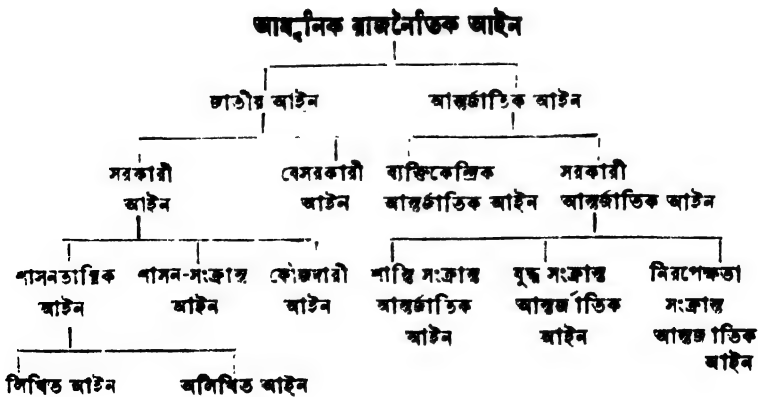 আধুনিক রাজনৈতিক আইন
জাতীয় আইন আন্তর্জাতিক আইন
সরকারী বেসরকারী ব্যক্তিকেন্দ্রিক সরকারী
আইন আইন আন্তর্জাতিক আইন আন্তর্জাতিক আইন
শাসনতান্ত্রিক শাসন-সংক্রান্ত ফৌজদারী শান্তি সংক্রান্ত যুদ্ধ সংক্রান্ত নিরপেক্ষতা
আইন আইন আইন আন্তর্জাতিক আন্তর্জাতিক সংক্রান্ত
আইন আইন আন্তর্জাতিক
আইন
লিখিত আইন অলিখিত আইন